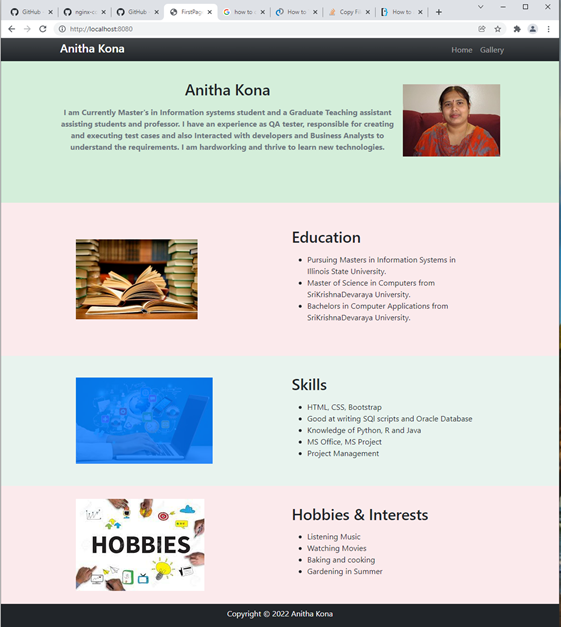 GitHub
nginx-c
GitHub
FirstPag
how to
How to
Copy Fil
How to
http://localhost:8080
Anitha Kona
Home Gallery
Anitha Kona
I am Currently Master's in Information systems student and a Graduate Teaching assistant
assisting students and professor. I have an experience as QA tester, responsible for creating
and executing test cases and also Interacted with developers and Business Analysts to
understand the requirements. I am hardworking and thrive to learn new technologies.
Education
Pursuing Masters in Information Systems in
Illinois State University.
Master of Science in Computers from
SriKrishnaDevaraya University.
Bachelors in Computer Applications from
SriKrishnaDevaraya University.
Skills
HTML, CSS, Bootstrap
Good at writing SQl scripts and Oracle Database
Knowledge of Python, R and Java
MS Office, MS Project
Project Management
HOBBIES
Hobbies & Interests
Listening Music
Watching Movies
Baking and cooking
Gardening in Summer
Copyright © 2022 Anitha Kona